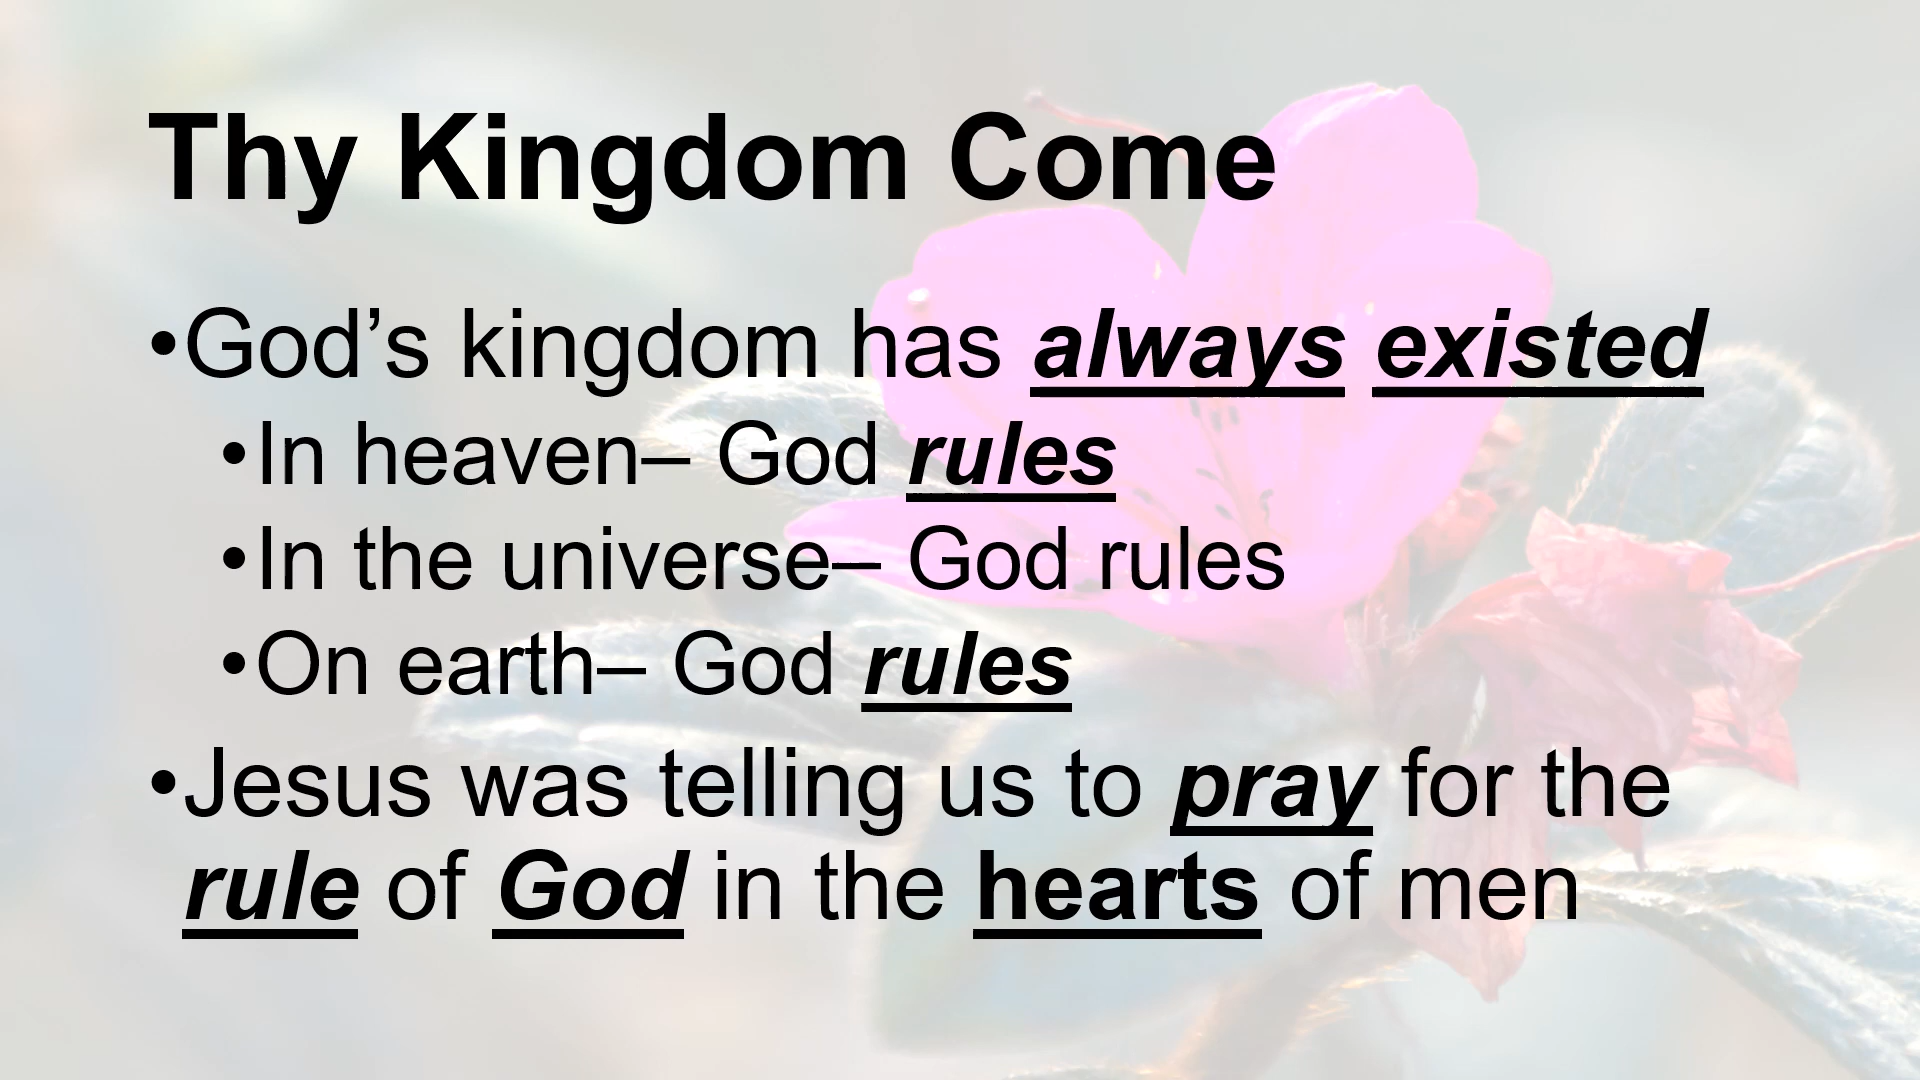 Thy Kingdom Come
•God’s kingdom has always existed
•In heaven– God rules
•In the universe– God rules
•On earth– God rules
•Jesus was telling us to pray for the
rule of God in the hearts of men